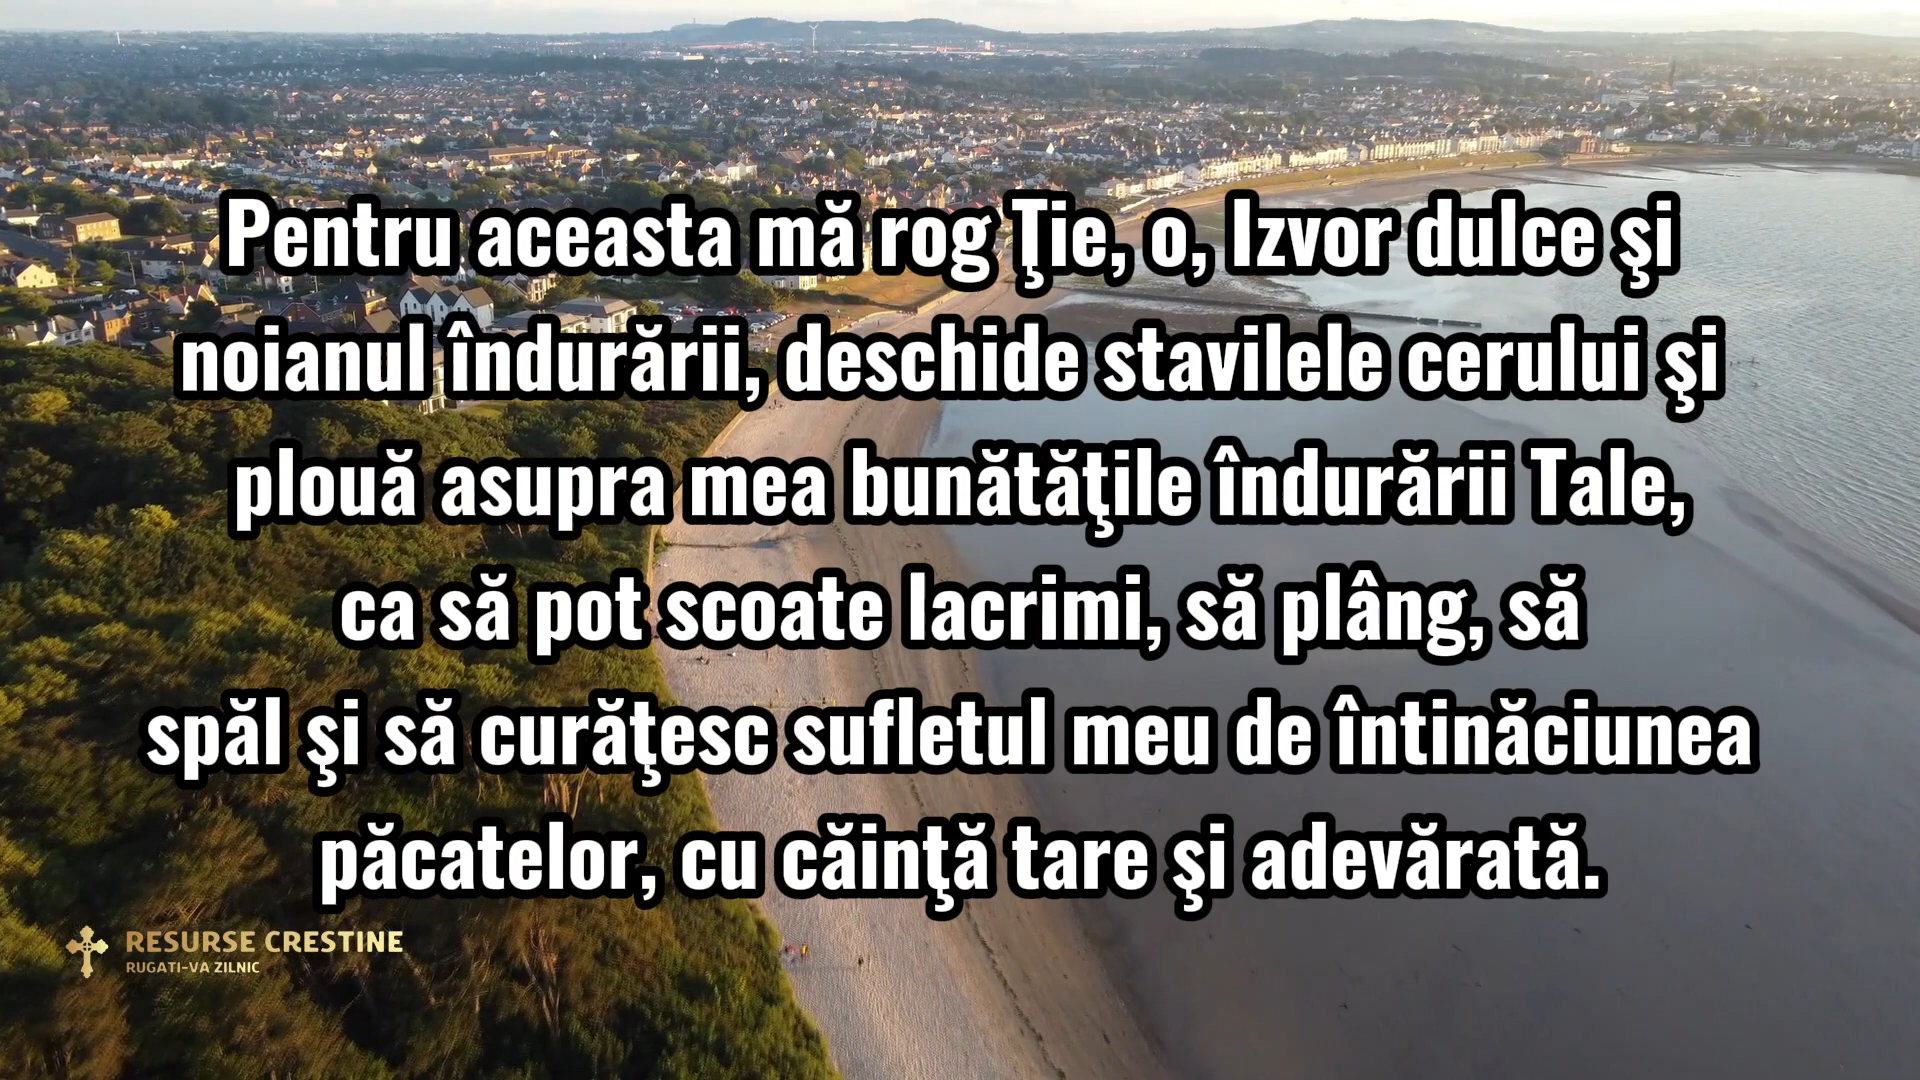 Pentru aceasta mă rog Ţie, o, Izvor dulce şi
noianul îndurării, deschide stavilele cerului şi
plouă asupra mea bunătăţile îndurării Tale,
ca să pot scoate lacrimi, să plâng, să
spăl şi să curăţesc sufletul meu de întinăciunea
păcatelor, cu căinţă tare şi adevărată.
RESURSE CRESTINE
RUGATI-VA ZILNIC